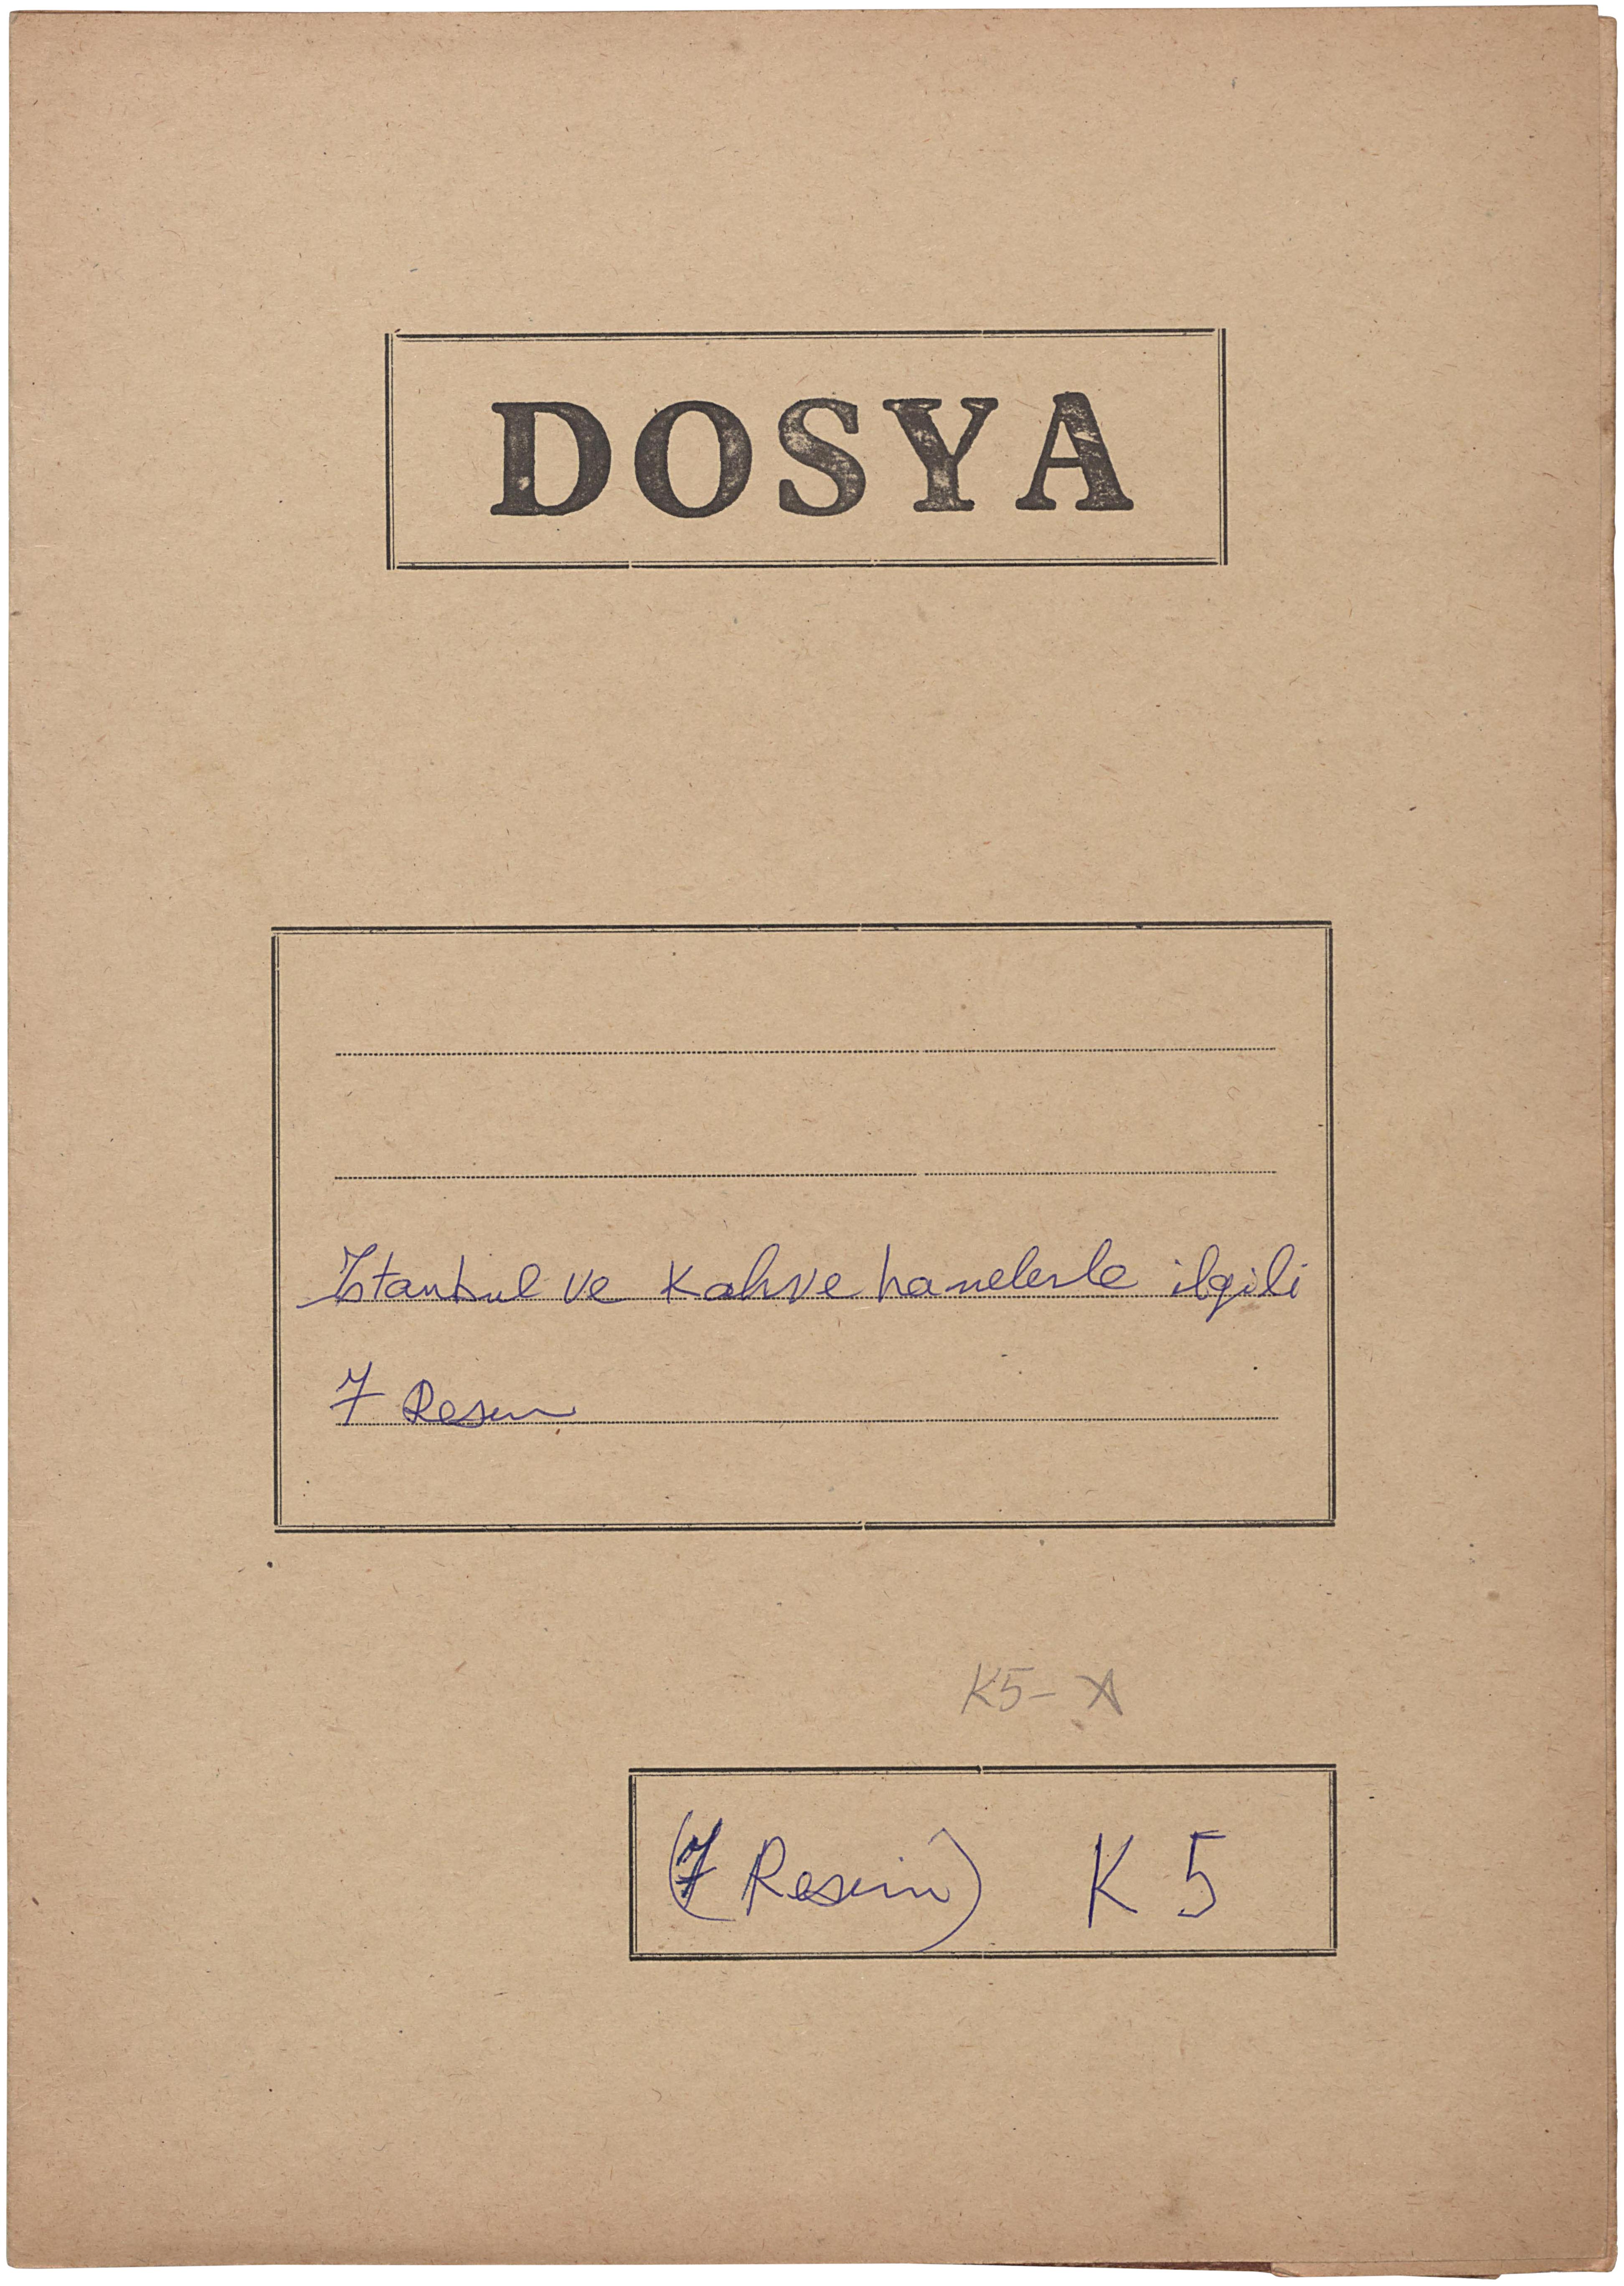 DOSYA
İstanbul ve Kahvehanelerle ilgili
7 Resim
K5-
(7 Resim) K 5